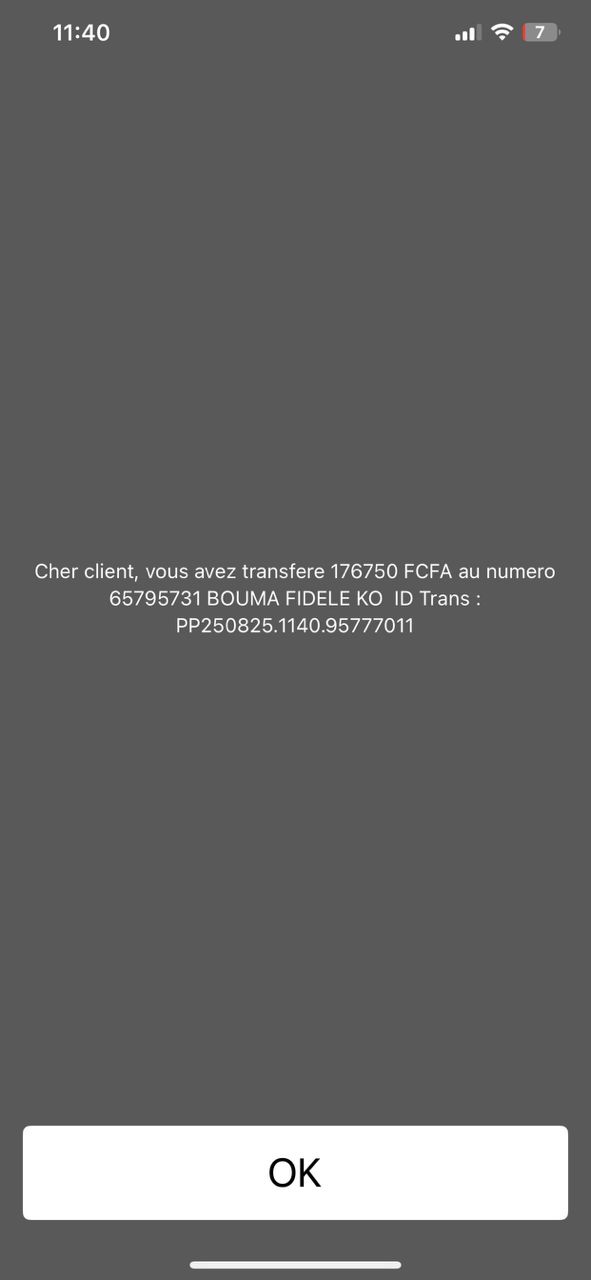 11:40
7
Cher client, vous avez transfere 176750 FCFA au numero
65795731 BOUMA FIDELE KO  ID Trans :
PP250825.1140.95777011
OK